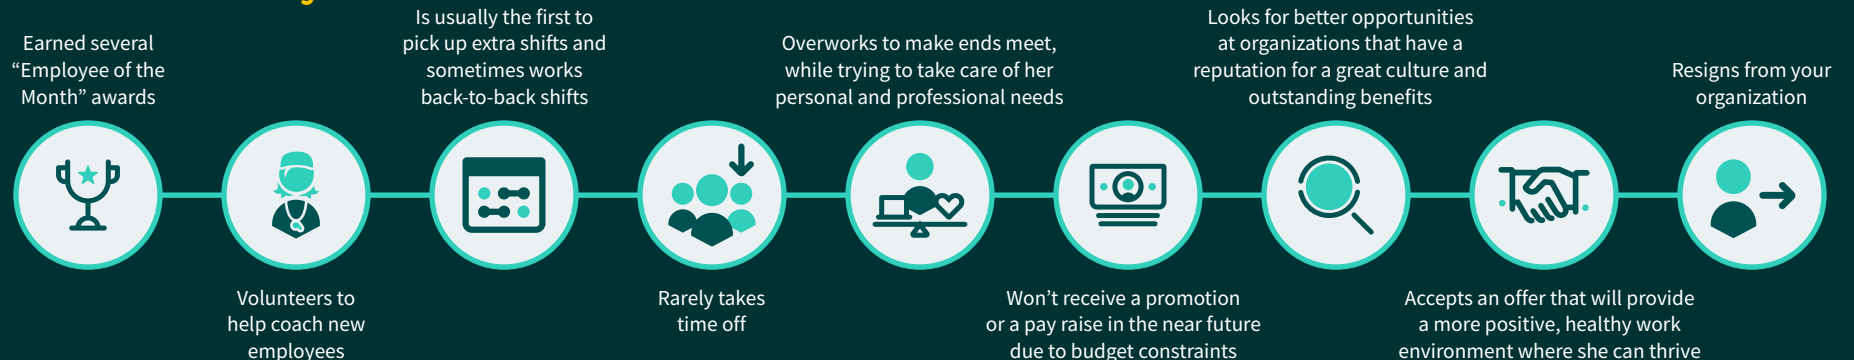 Earned several
“Employee of the
Month” awards
Volunteers to
help coach new
employees
Is usually the first to
pick up extra shifts and
sometimes works
back-to-back shifts
Rarely takes
time off
Overworks to make ends meet,
while trying to take care of her
personal and professional needs
Won’t receive a promotion
or a pay raise in the near future
due to budget constraints
Looks for better opportunities
at organizations that have a
reputation for a great culture and
outstanding benefits
Accepts an offer that will provide
a more positive, healthy work
environment where she can thrive
Resigns from your
organization